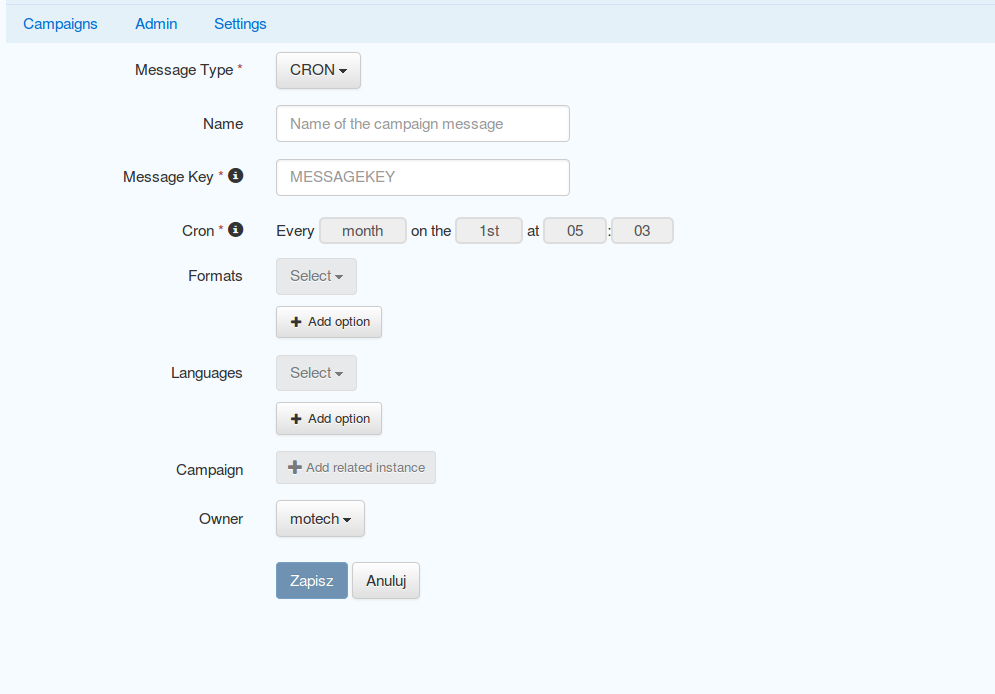 Campaigns Admin Settings
Message Type * CRON
Name Name of the campaign message
Message Key * MESSAGEKEY
Cron * Every month on the 1st at 05 : 03
Formats Select
Add option
Languages Select
Add option
Campaign Add related instance
Owner motech
Zapisz Anuluj